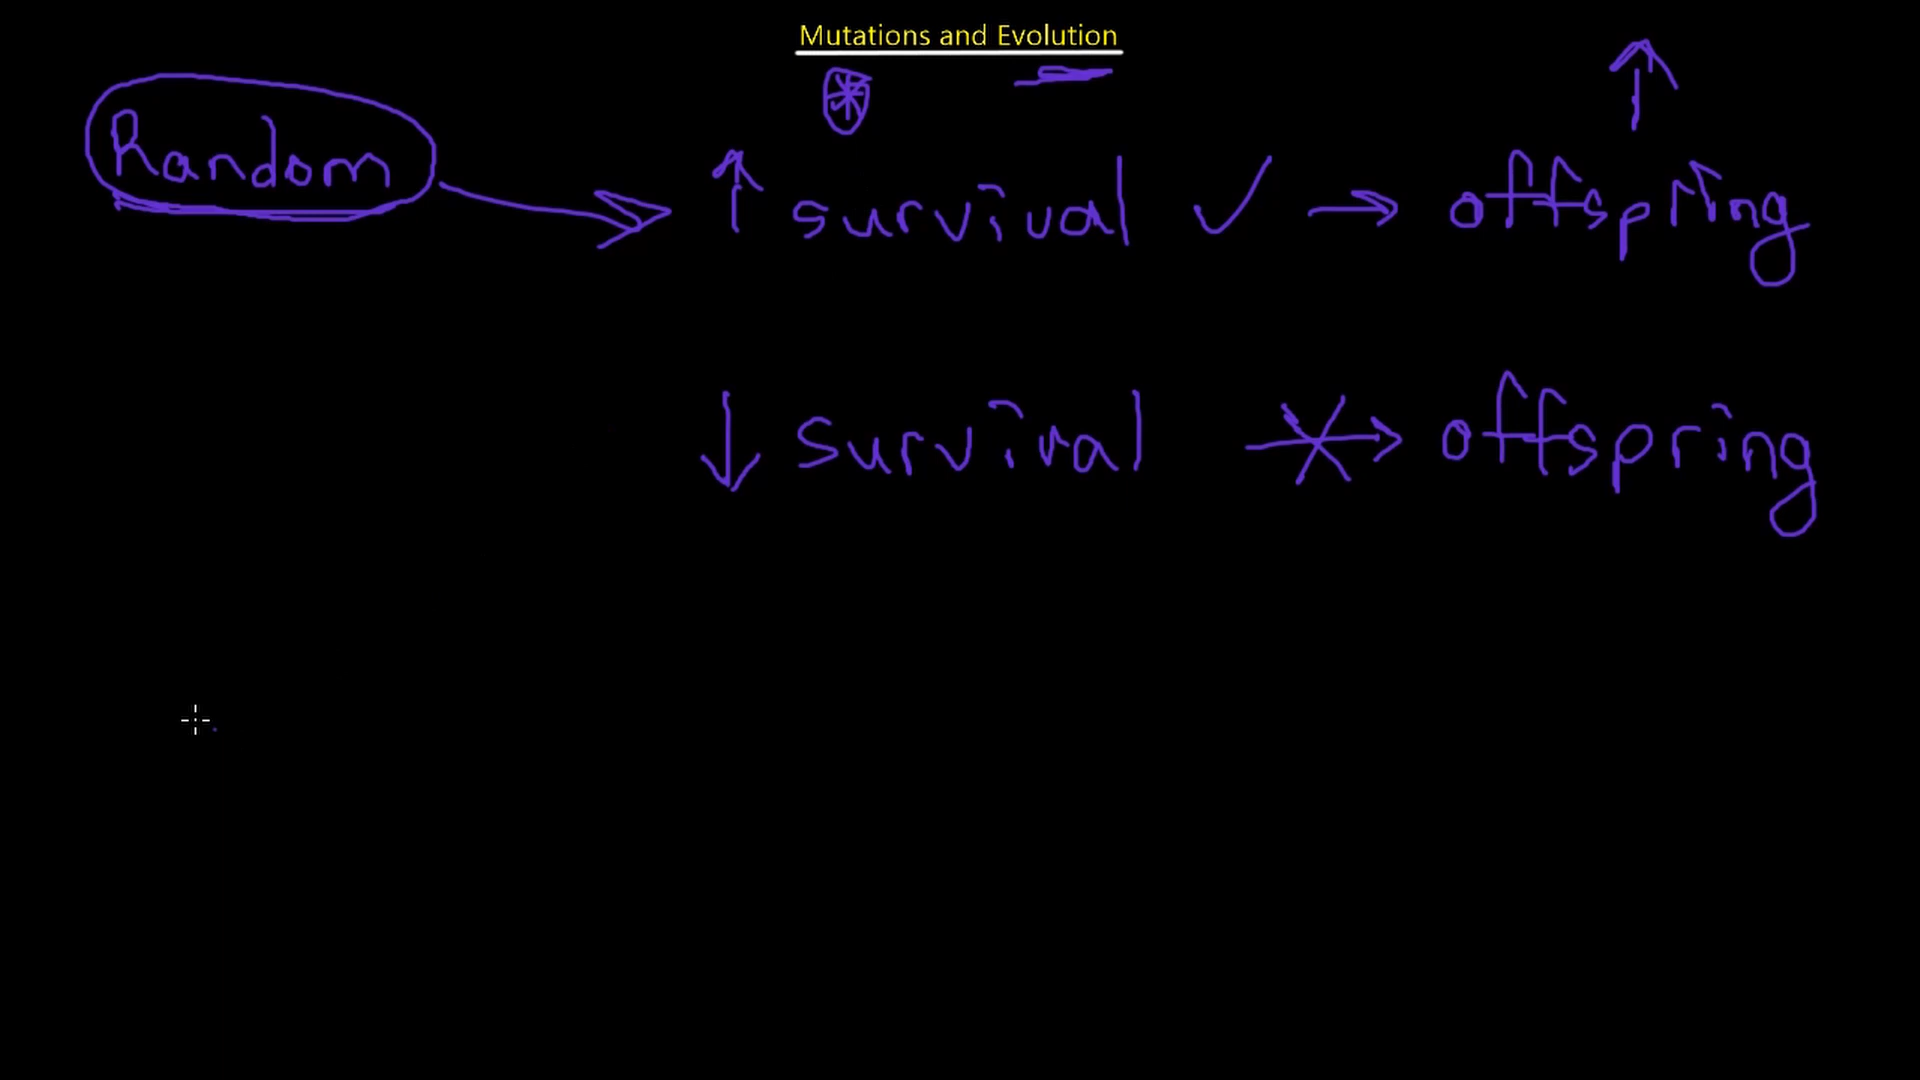 Mutations and Evolution
Random
↑ survival ✓ → offspring ↑
↓ survival → offspring